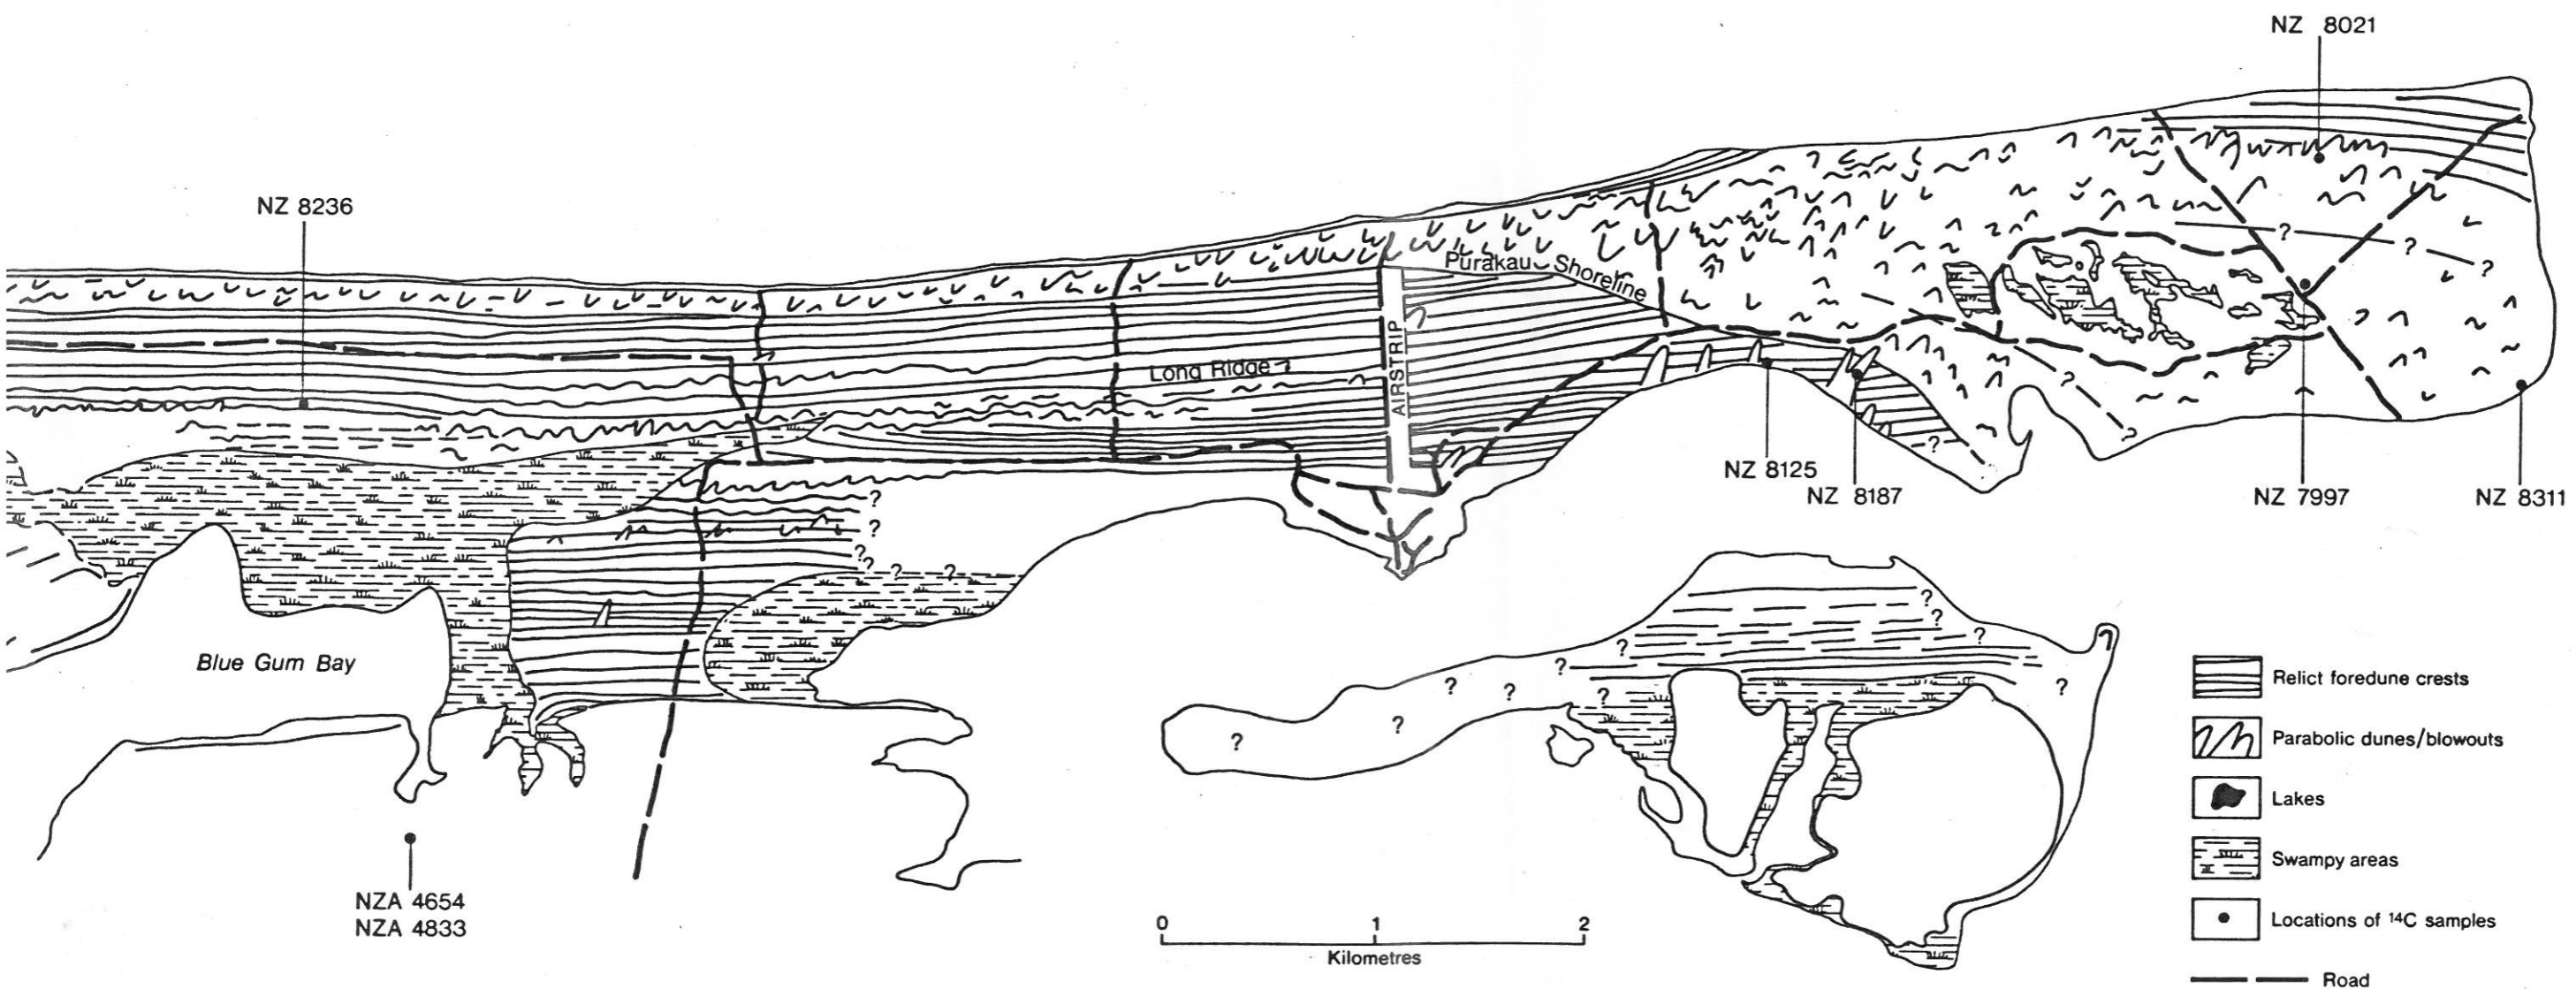 NZ 8021
NZ 8236
Purakau Shoreline
?
?
?
Long Ridge
AIRSTRIP
?
?
NZ 8125
NZ 8187
NZ 7997
NZ 8311
?
?
?
?
?
?
?
Blue Gum Bay
?
?
?
?
?
?
?
?
?
?
?
Relict foredune crests
Parabolic dunes/blowouts
Lakes
Swampy areas
Locations of ¹⁴C samples
Road
NZA 4654
NZA 4833
0 1 2
Kilometres